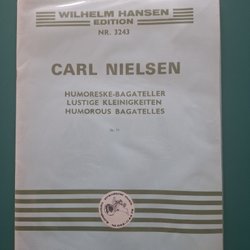 WILHELM HANSEN
EDITION
NR. 3243
CARL NIELSEN
HUMORESKE-BAGATELLER
LUSTIGE KLEINIGKEITEN
HUMOROUS BAGATELLES